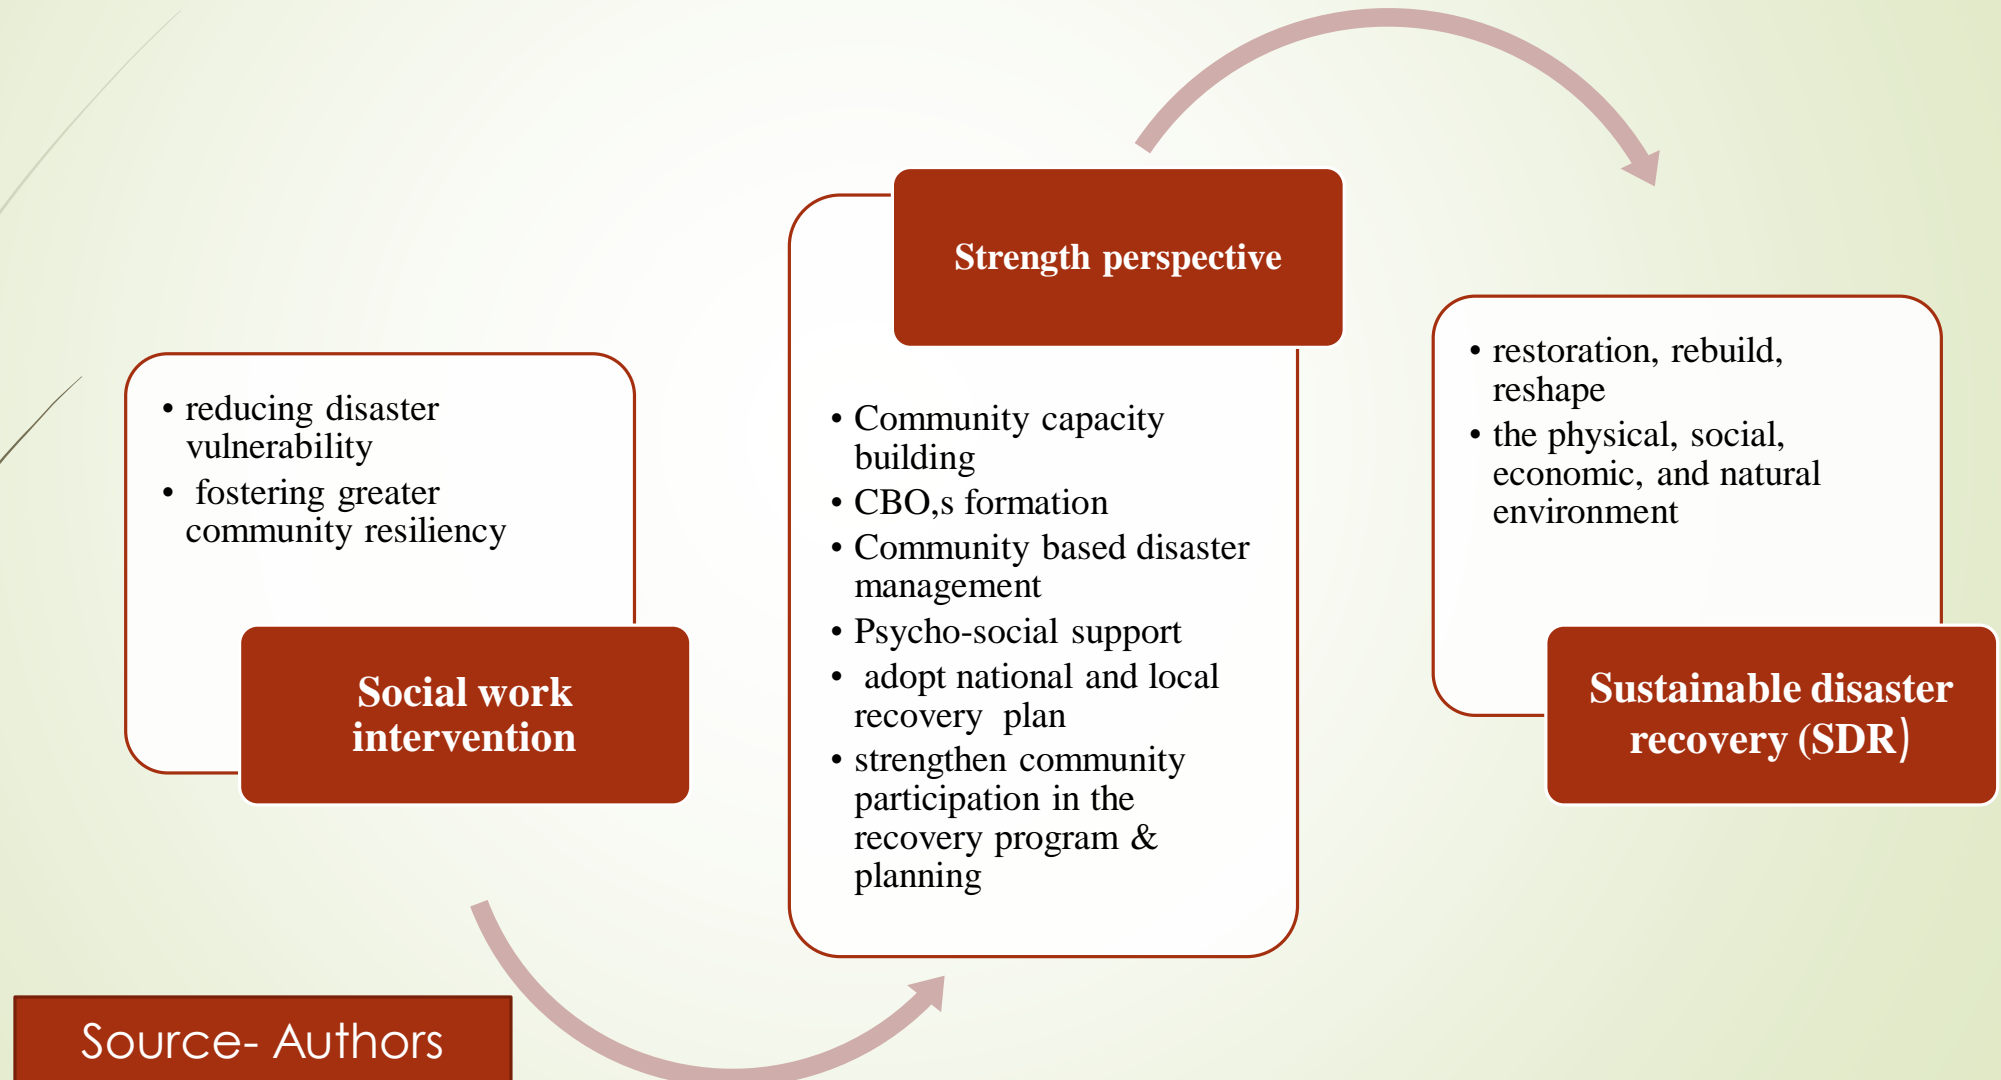 • reducing disaster
vulnerability
• fostering greater
community resiliency
Social work
intervention
Strength perspective
• Community capacity
building
• CBO,s formation
• Community based disaster
management
• Psycho-social support
• adopt national and local
recovery plan
• strengthen community
participation in the
recovery program &
planning
• restoration, rebuild,
reshape
• the physical, social,
economic, and natural
environment
Sustainable disaster
recovery (SDR)
Source- Authors